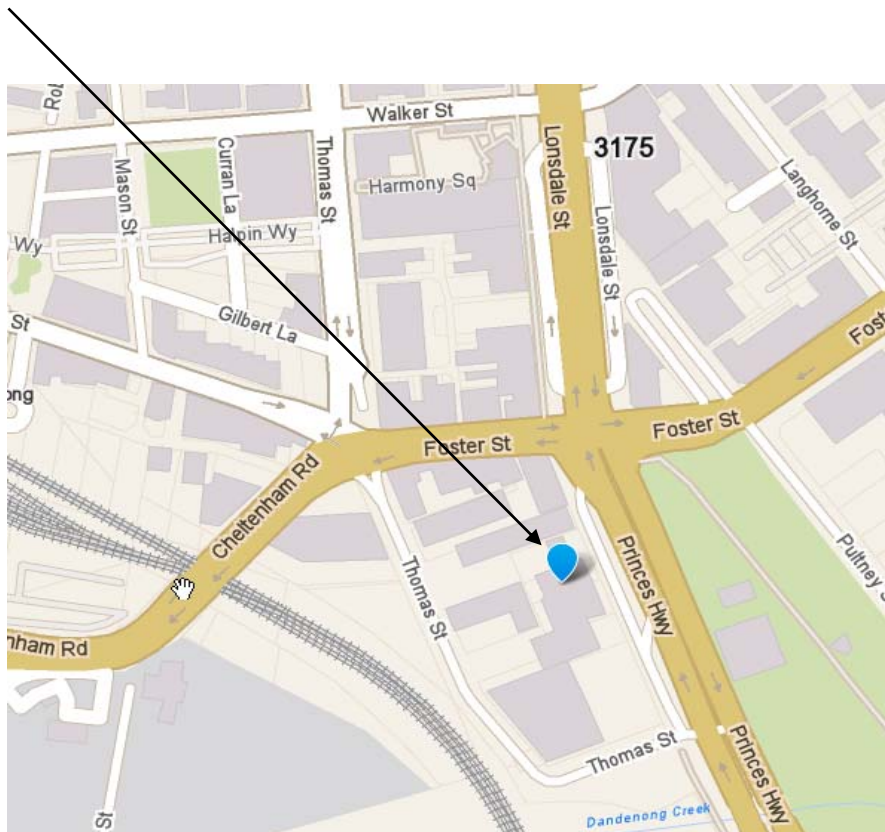 Walker St
3175
Mason St
Curran La
Thomas St
Lonsdale St
Harmony Sq
Langhorne St
Lonsdale St
Halpin Wy
Wy
Gilbert La
St
ong
Foster St
Foster St
Cheltenham Rd
Pultney
Thomas St
Princes Hwy
nham Rd
Thomas St
Princes Hwy
St
Dandenong Creek